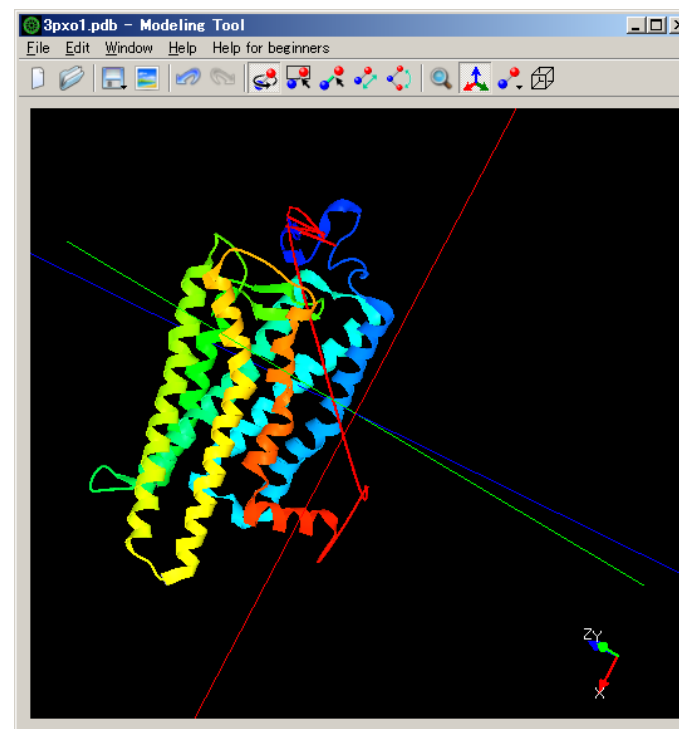 3pxo1.pdb - Modeling Tool
File Edit Window Help Help for beginners
ZY
X